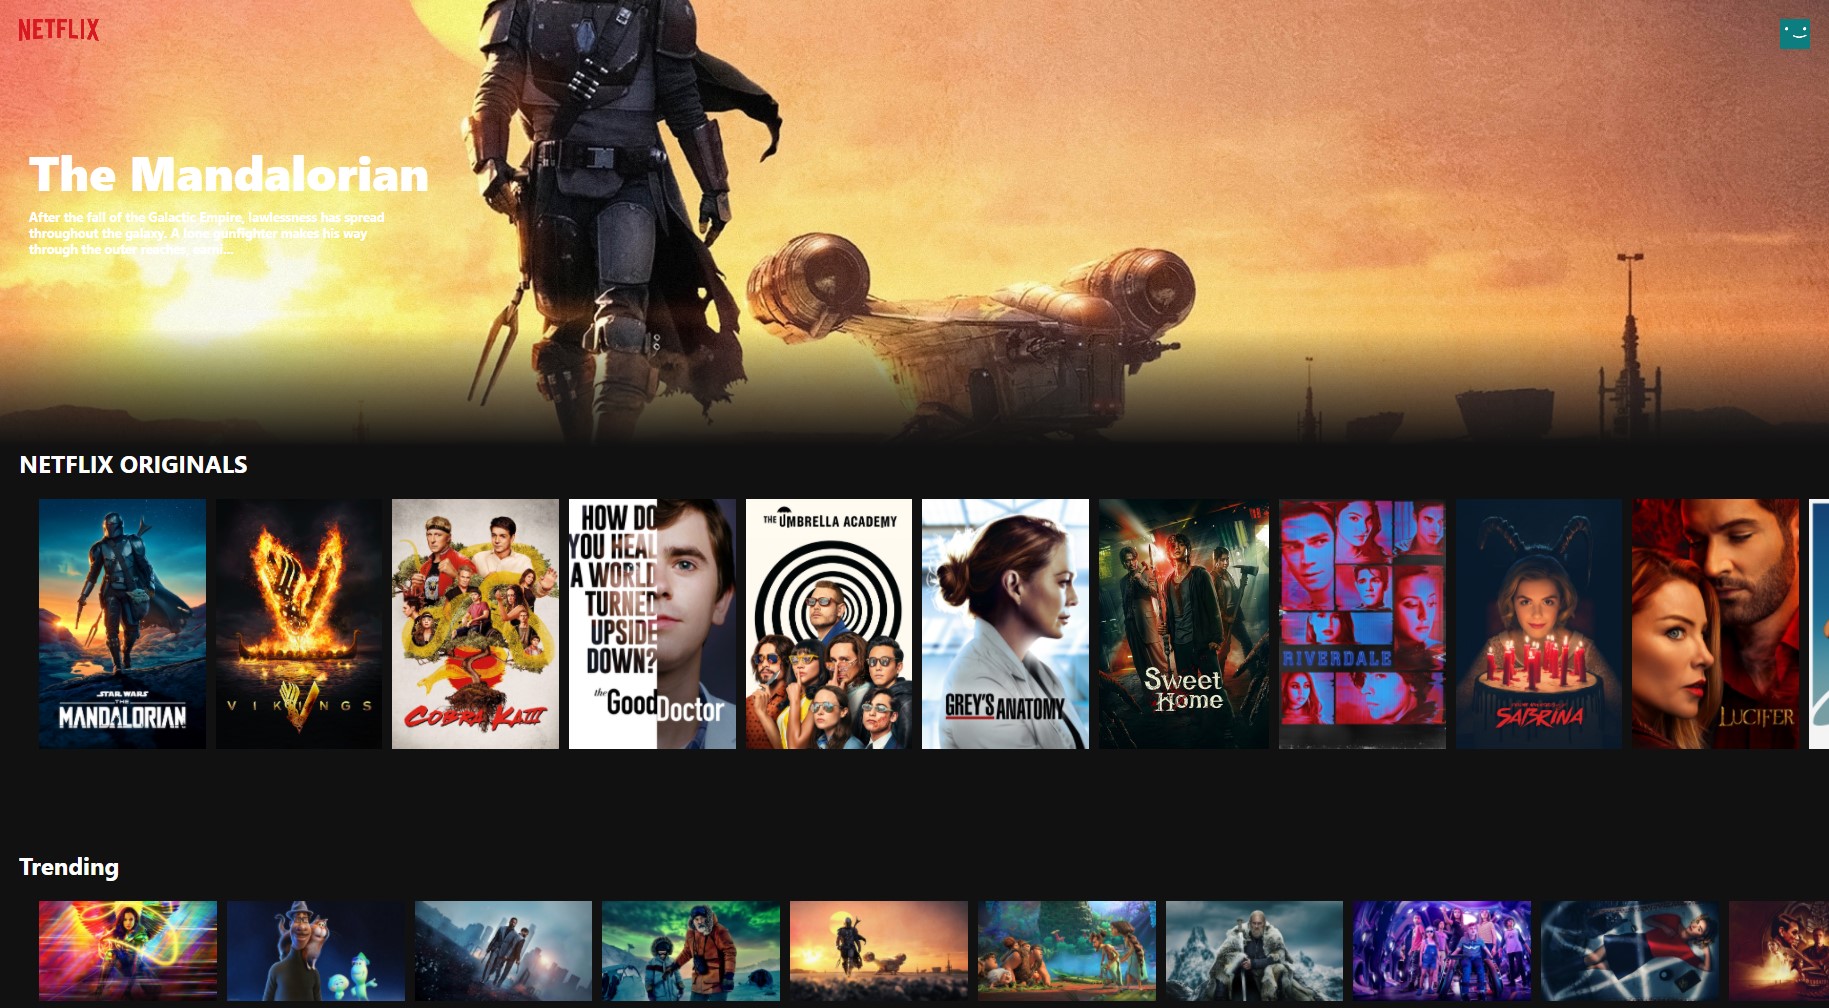 NETFLIX
The Mandalorian
After the fall of the Galactic Empire, lawlessness has spread
throughout the galaxy. A lone gunfighter makes his way
through the outer reaches, earni...
NETFLIX ORIGINALS
STAR WARS
THE
MANDALORIAN
VIKINGS
COBRA KAI III
HOW DO
YOU HEAL
A WORLD
TURNED
UPSIDE
DOWN?
the
Good Doctor
THE UMBRELLA ACADEMY
GREY'S ANATOMY
Sweet
Home
RIVERDALE
SABRINA
LUCIFER
Trending